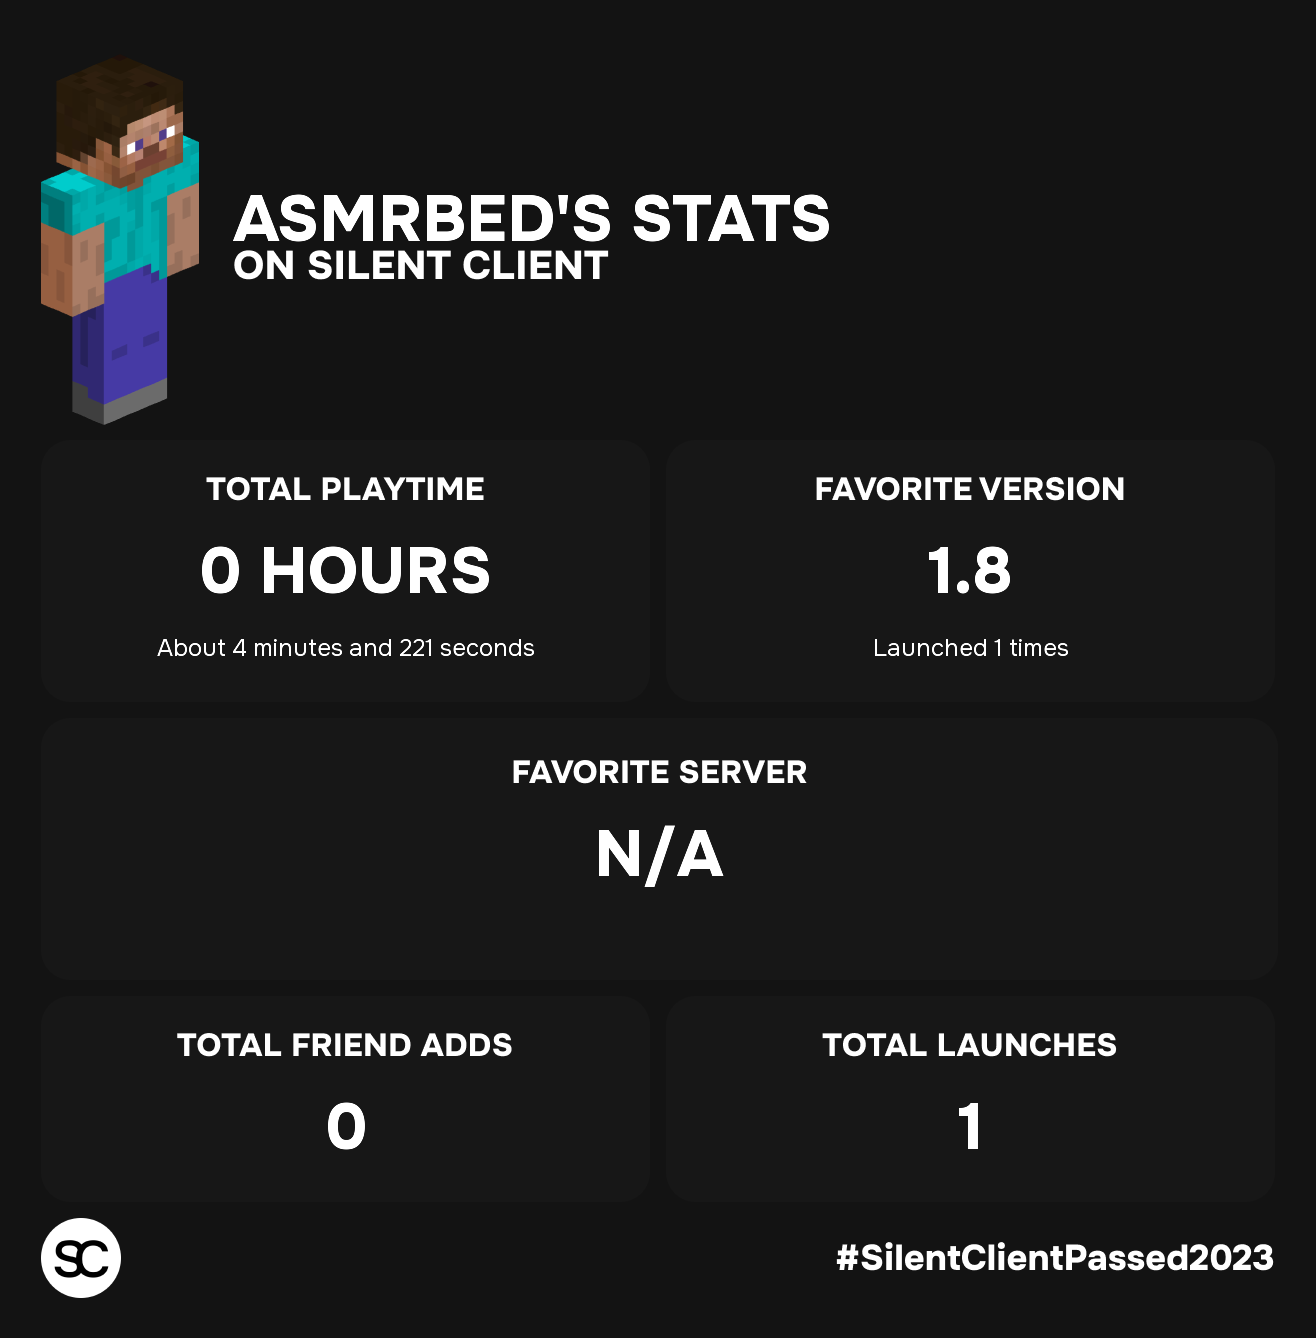 ASMRBED'S STATS
ON SILENT CLIENT
TOTAL PLAYTIME
0 HOURS
About 4 minutes and 221 seconds
FAVORITE VERSION
1.8
Launched 1 times
FAVORITE SERVER
N/A
TOTAL FRIEND ADDS
0
TOTAL LAUNCHES
1
SC
#SilentClientPassed2023